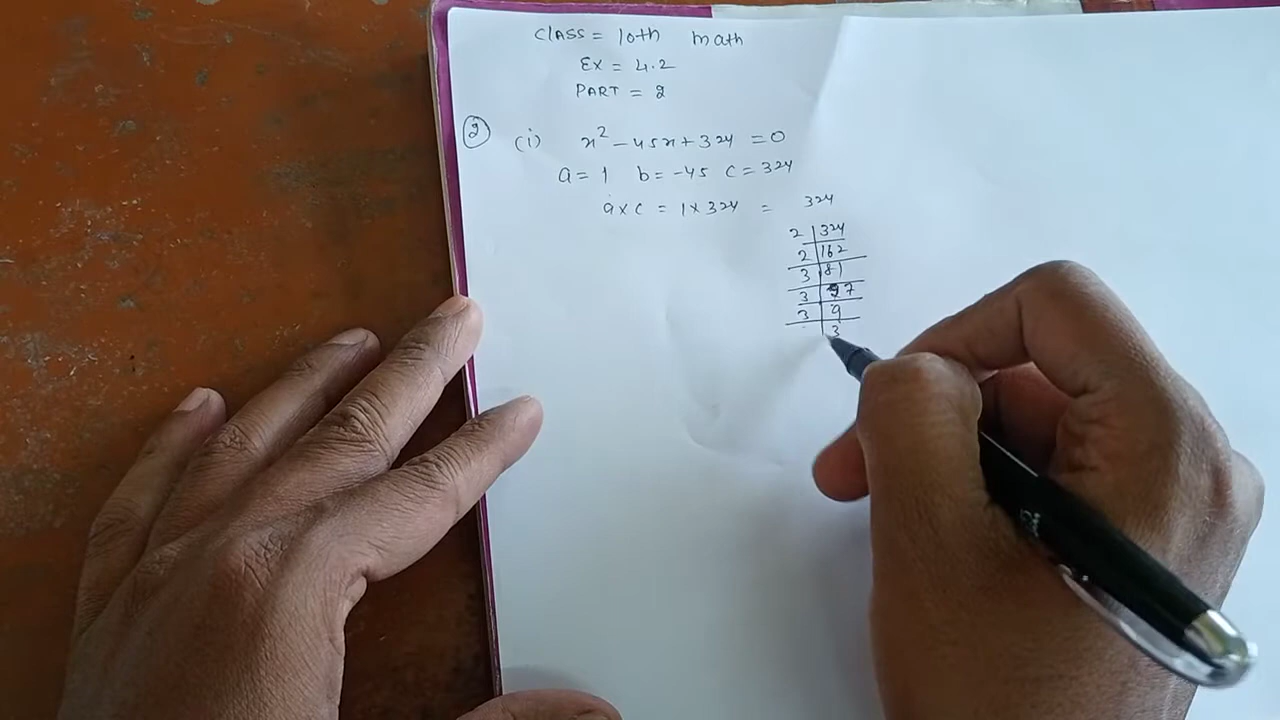 CLASS = 10th math
EX = 4.2
PART = 2
② (i) x² - 45x + 324 = 0
a = 1 b = -45 c = 324
a × c = 1 × 324 = 324
2 | 324
2 | 162
3 | 81
3 | 27
3 | 9
3